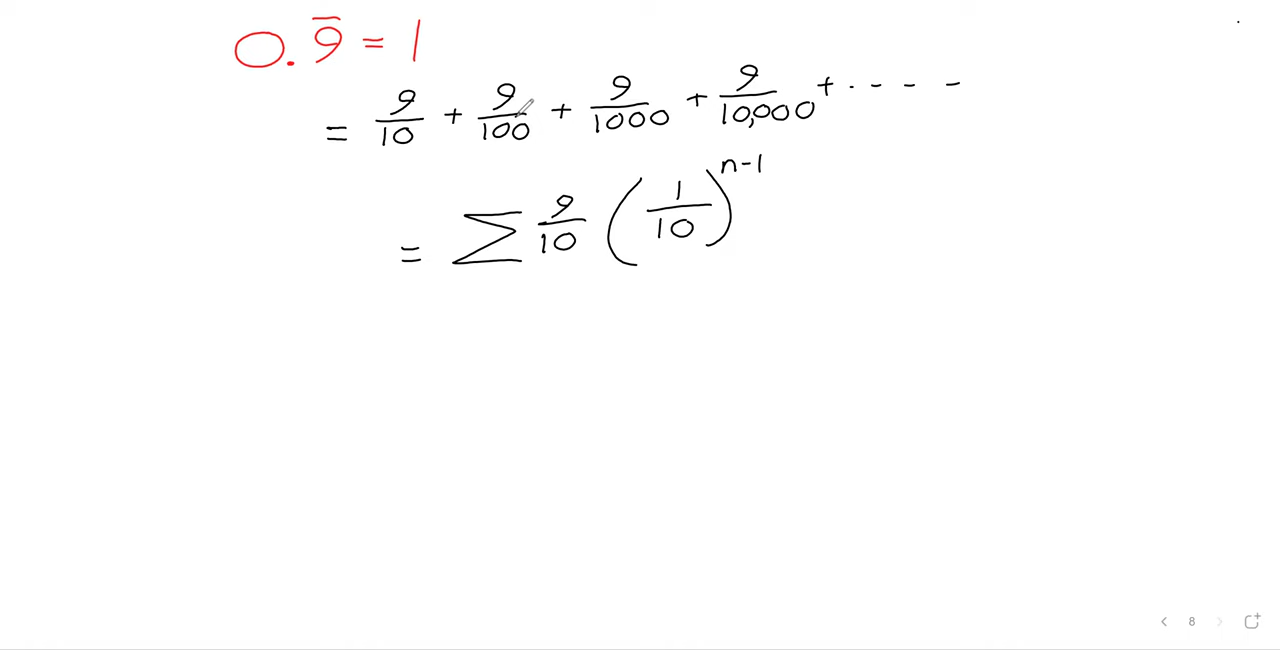 0.9̅ = 1
= 9/10 + 9/100 + 9/1000 + 9/10,000 + · - - -
= Σ 9/10 (1/10)^(n-1)
< 8 >